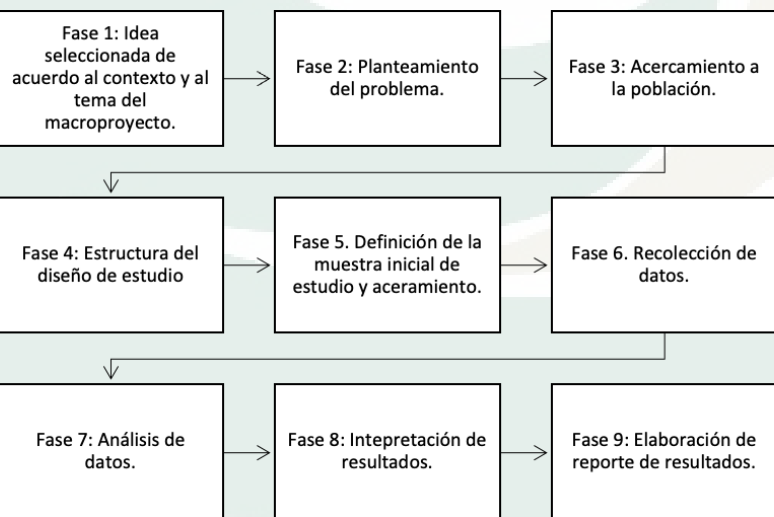 Fase 1: Idea
seleccionada de
acuerdo al contexto y al
tema del
macroproyecto.
Fase 2: Planteamiento
del problema.
Fase 3: Acercamiento a
la población.
Fase 4: Estructura del
diseño de estudio
Fase 5. Definición de la
muestra inicial de
estudio y aceramiento.
Fase 6. Recolección de
datos.
Fase 7: Análisis de
datos.
Fase 8: Intepretación de
resultados.
Fase 9: Elaboración de
reporte de resultados.